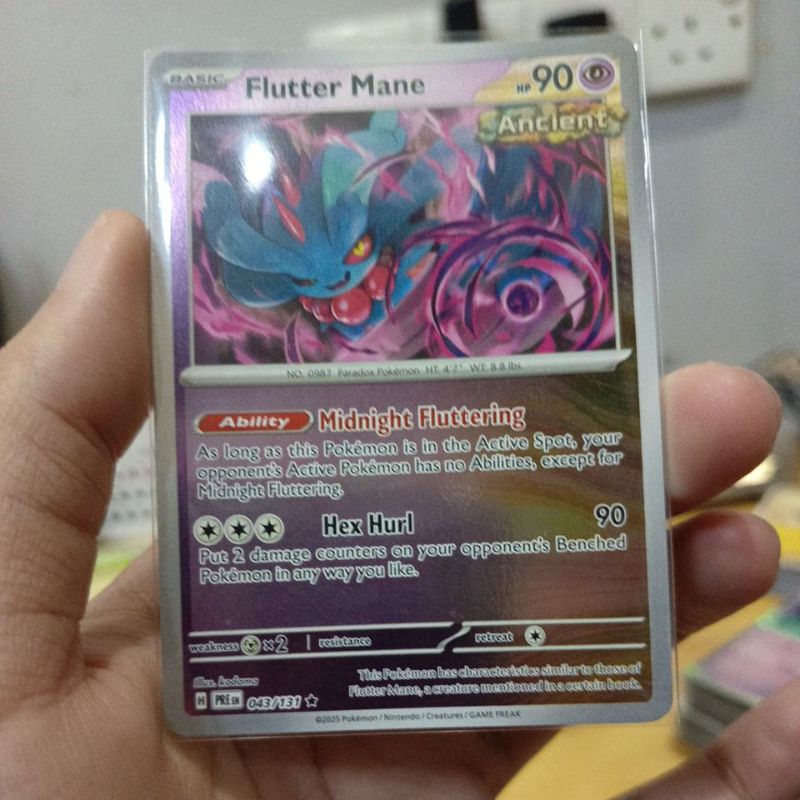 BASIC Flutter Mane HP 90
Ancient
NO. 0987 Paradox Pokémon HT: 4'7" WT: 8.8 lbs.
Ability Midnight Fluttering
As long as this Pokémon is in the Active Spot, your
opponent's Active Pokémon has no Abilities, except for
Midnight Fluttering.
Hex Hurl 90
Put 2 damage counters on your opponent's Benched
Pokémon in any way you like.
weakness ×2 resistance retreat
Illus. kodama
This Pokémon has characteristics similar to those of
Flutter Mane, a creature mentioned in a certain book.
H PRE EN 043/131
©2025 Pokémon / Nintendo / Creatures / GAME FREAK